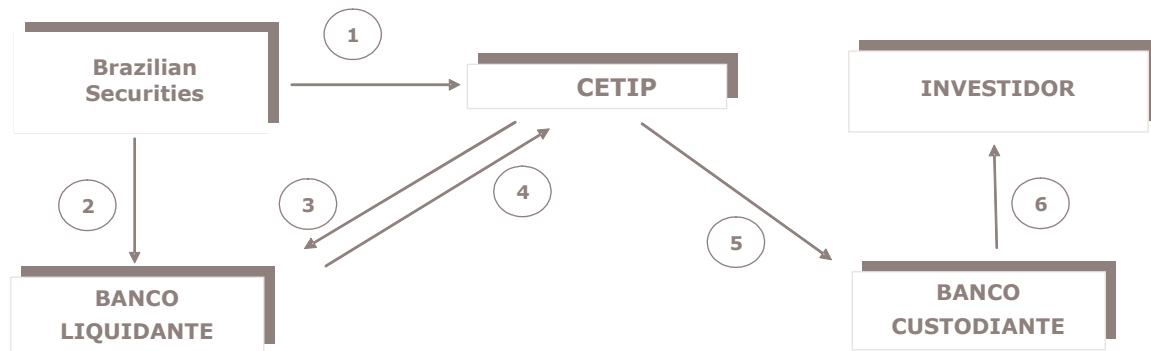 1
Brazilian
Securities
CETIP
INVESTIDOR
2
3
4
5
6
BANCO
LIQUIDANTE
BANCO
CUSTODIANTE